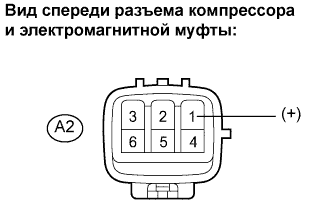 Вид спереди разъема компрессора
и электромагнитной муфты:
3 2 1 (+)
A2
6 5 4